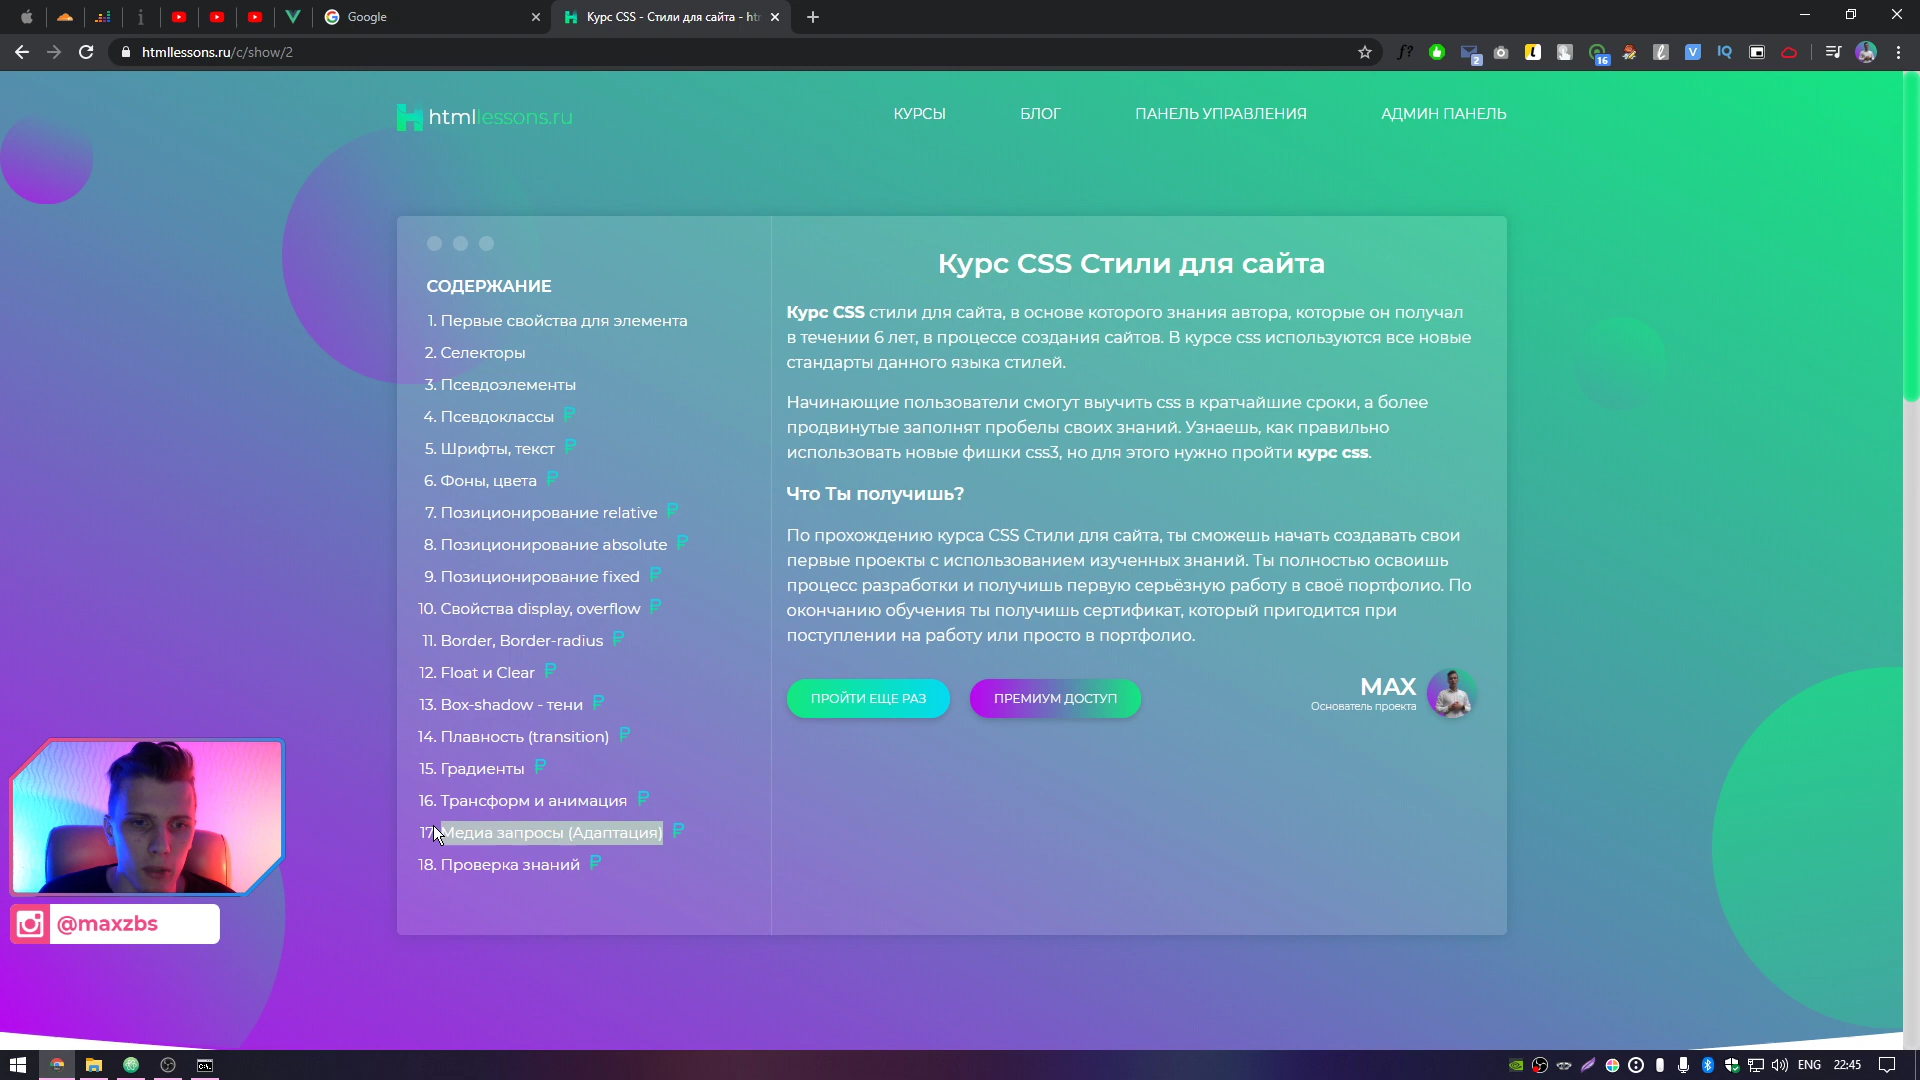 Google
Курс CSS - Стили для сайта - htm
htmllessons.ru/c/show/2
2
16
htmllessons.ru
КУРСЫ
БЛОГ
ПАНЕЛЬ УПРАВЛЕНИЯ
АДМИН ПАНЕЛЬ
СОДЕРЖАНИЕ
1. Первые свойства для элемента
2. Селекторы
3. Псевдоэлементы
4. Псевдоклассы ₽
5. Шрифты, текст ₽
6. Фоны, цвета ₽
7. Позиционирование relative ₽
8. Позиционирование absolute ₽
9. Позиционирование fixed ₽
10. Свойства display, overflow ₽
11. Border, Border-radius ₽
12. Float и Clear ₽
13. Box-shadow - тени ₽
14. Плавность (transition) ₽
15. Градиенты ₽
16. Трансформ и анимация ₽
17. Медиа запросы (Адаптация) ₽
18. Проверка знаний ₽
Курс CSS Стили для сайта
Курс CSS стили для сайта, в основе которого знания автора, которые он получал
в течении 6 лет, в процессе создания сайтов. В курсе css используются все новые
стандарты данного языка стилей.
Начинающие пользователи смогут выучить css в кратчайшие сроки, а более
продвинутые заполнят пробелы своих знаний. Узнаешь, как правильно
использовать новые фишки css3, но для этого нужно пройти курс css.
Что Ты получишь?
По прохождению курса CSS Стили для сайта, ты сможешь начать создавать свои
первые проекты с использованием изученных знаний. Ты полностью освоишь
процесс разработки и получишь первую серьёзную работу в своё портфолио. По
окончанию обучения ты получишь сертификат, который пригодится при
поступлении на работу или просто в портфолио.
ПРОЙТИ ЕЩЕ РАЗ
ПРЕМИУМ ДОСТУП
MAX
Основатель проекта
@maxzbs
ENG
22:45